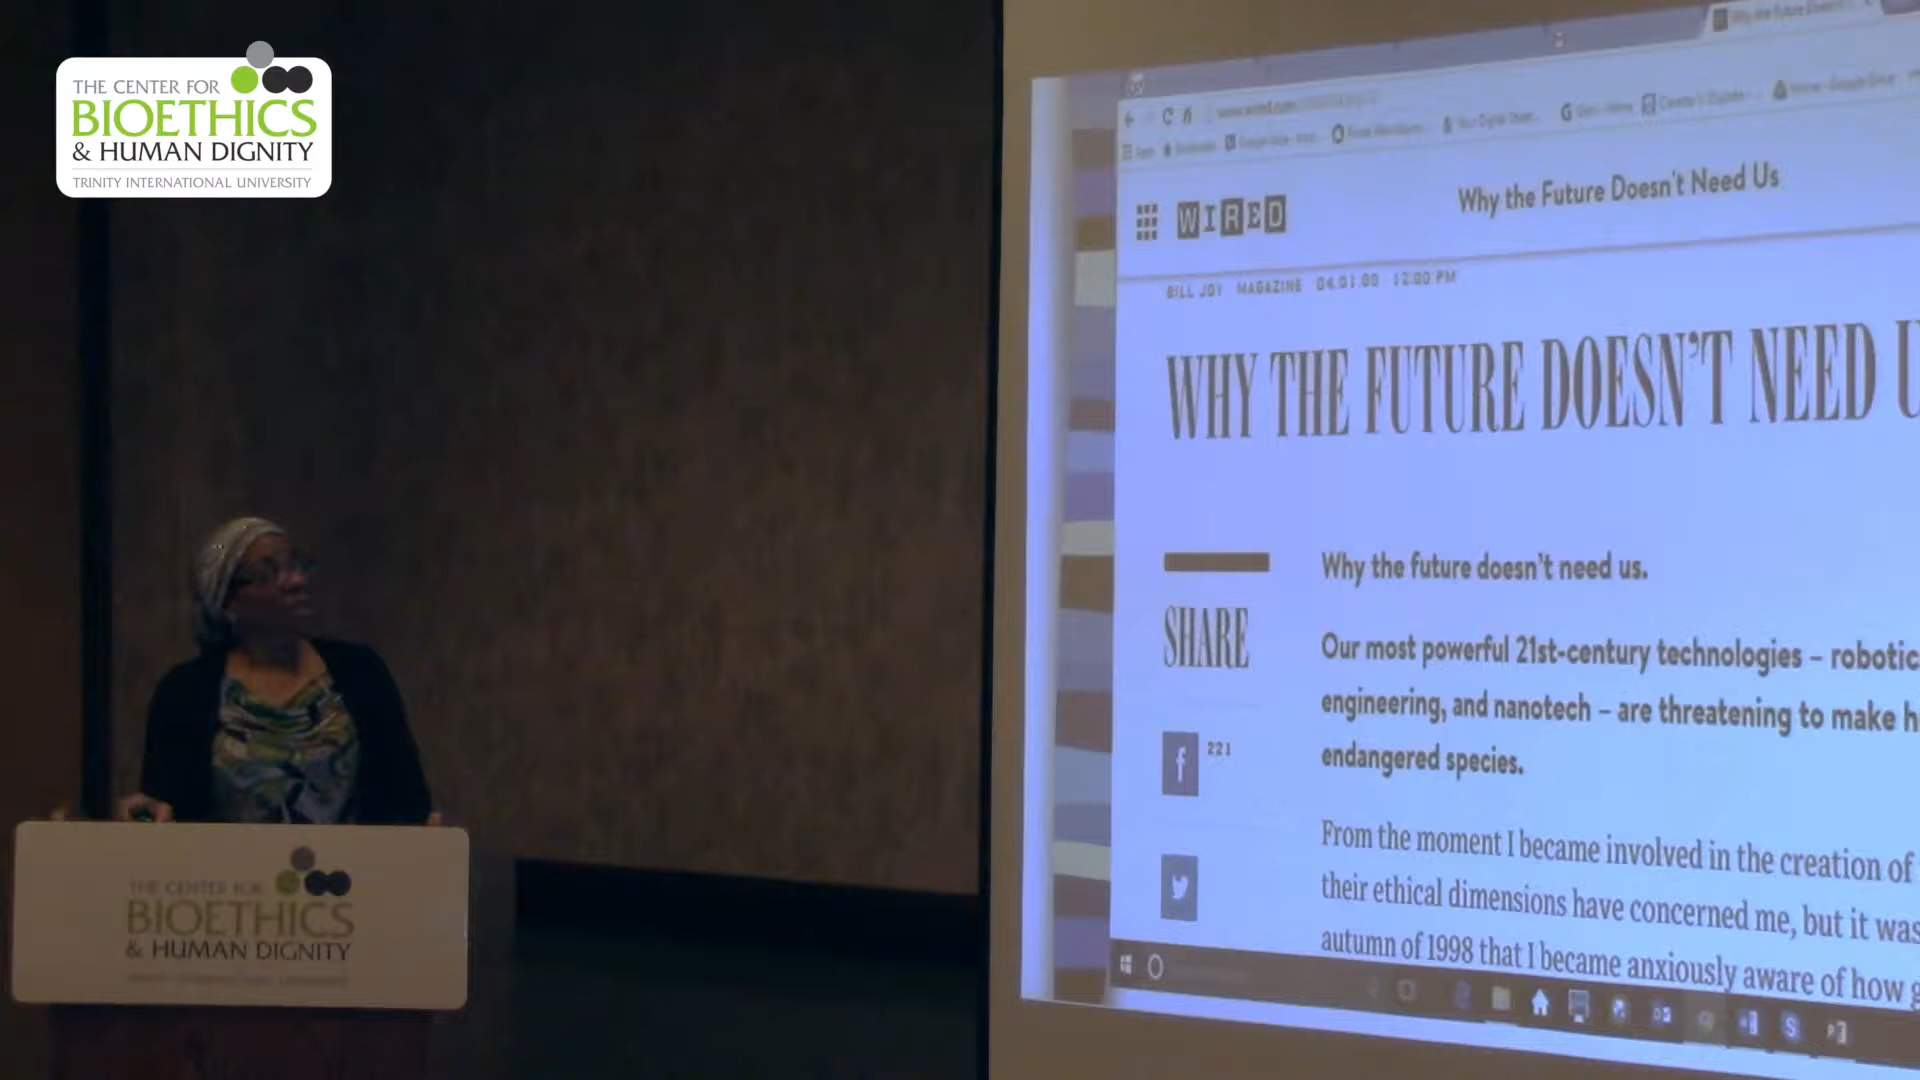 THE CENTER FOR
BIOETHICS
& HUMAN DIGNITY
TRINITY INTERNATIONAL UNIVERSITY
Why the Future Doesn't Need Us
WIRED
BILL JOY MAGAZINE 04.01.00 12:00 PM
WHY THE FUTURE DOESN'T NEED U
Why the future doesn't need us.
SHARE
Our most powerful 21st-century technologies – robotic
engineering, and nanotech – are threatening to make h
endangered species.
221
From the moment I became involved in the creation of
their ethical dimensions have concerned me, but it was
autumn of 1998 that I became anxiously aware of how g
THE CENTER FOR
BIOETHICS
& HUMAN DIGNITY